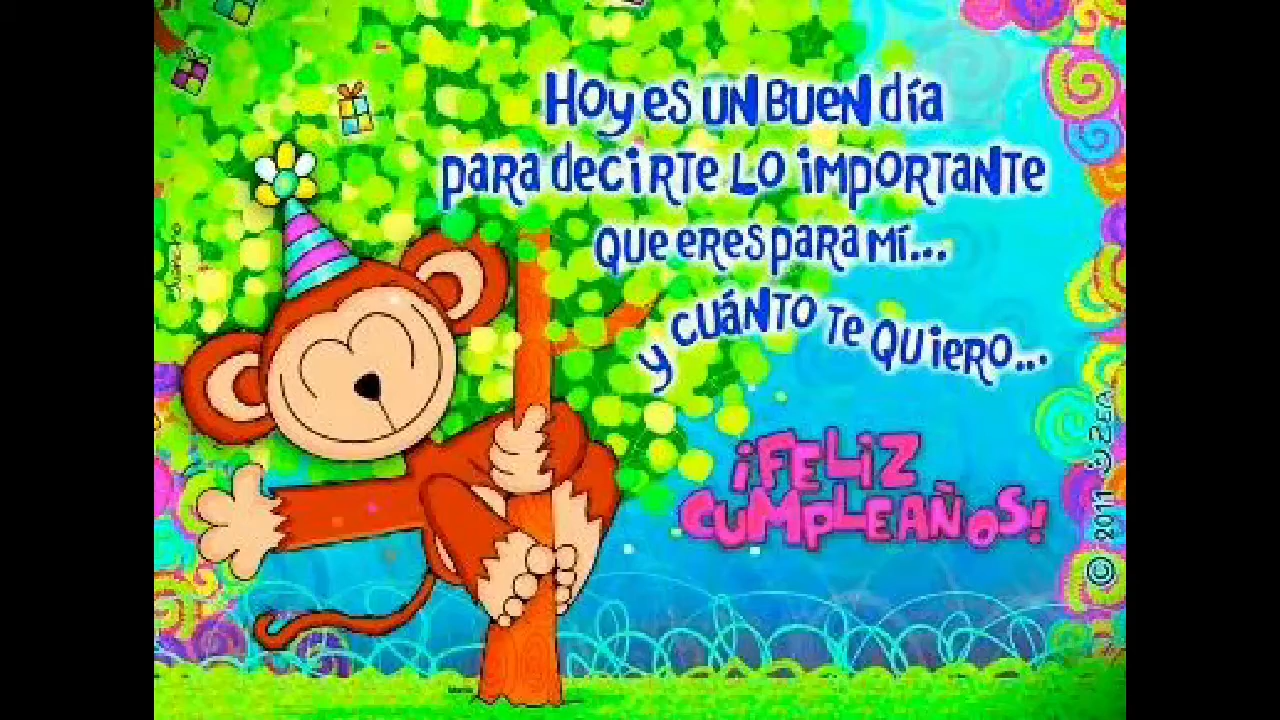 Hoy es un buen día
para decirte lo importante
que eres para mí...
y cuánto te quiero...
¡FELIZ
CUMPLEAÑOS!
© 2011 ZEA